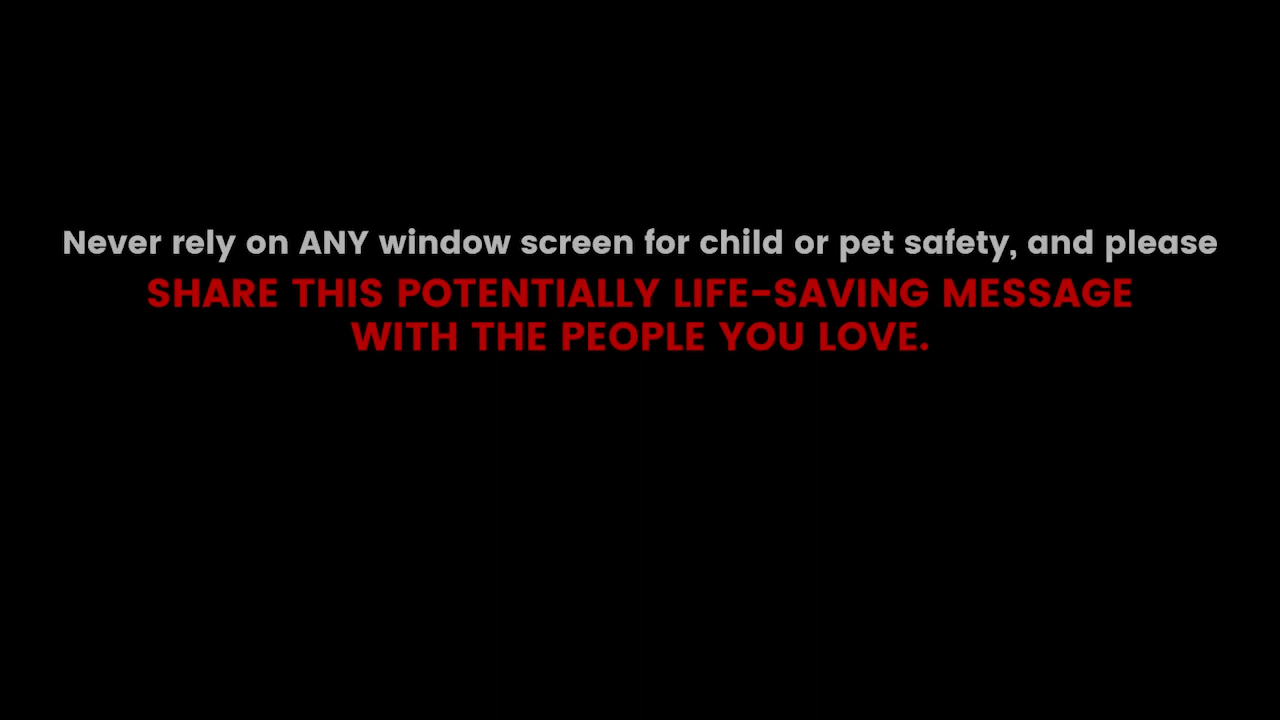 Never rely on ANY window screen for child or pet safety, and please
SHARE THIS POTENTIALLY LIFE-SAVING MESSAGE
WITH THE PEOPLE YOU LOVE.